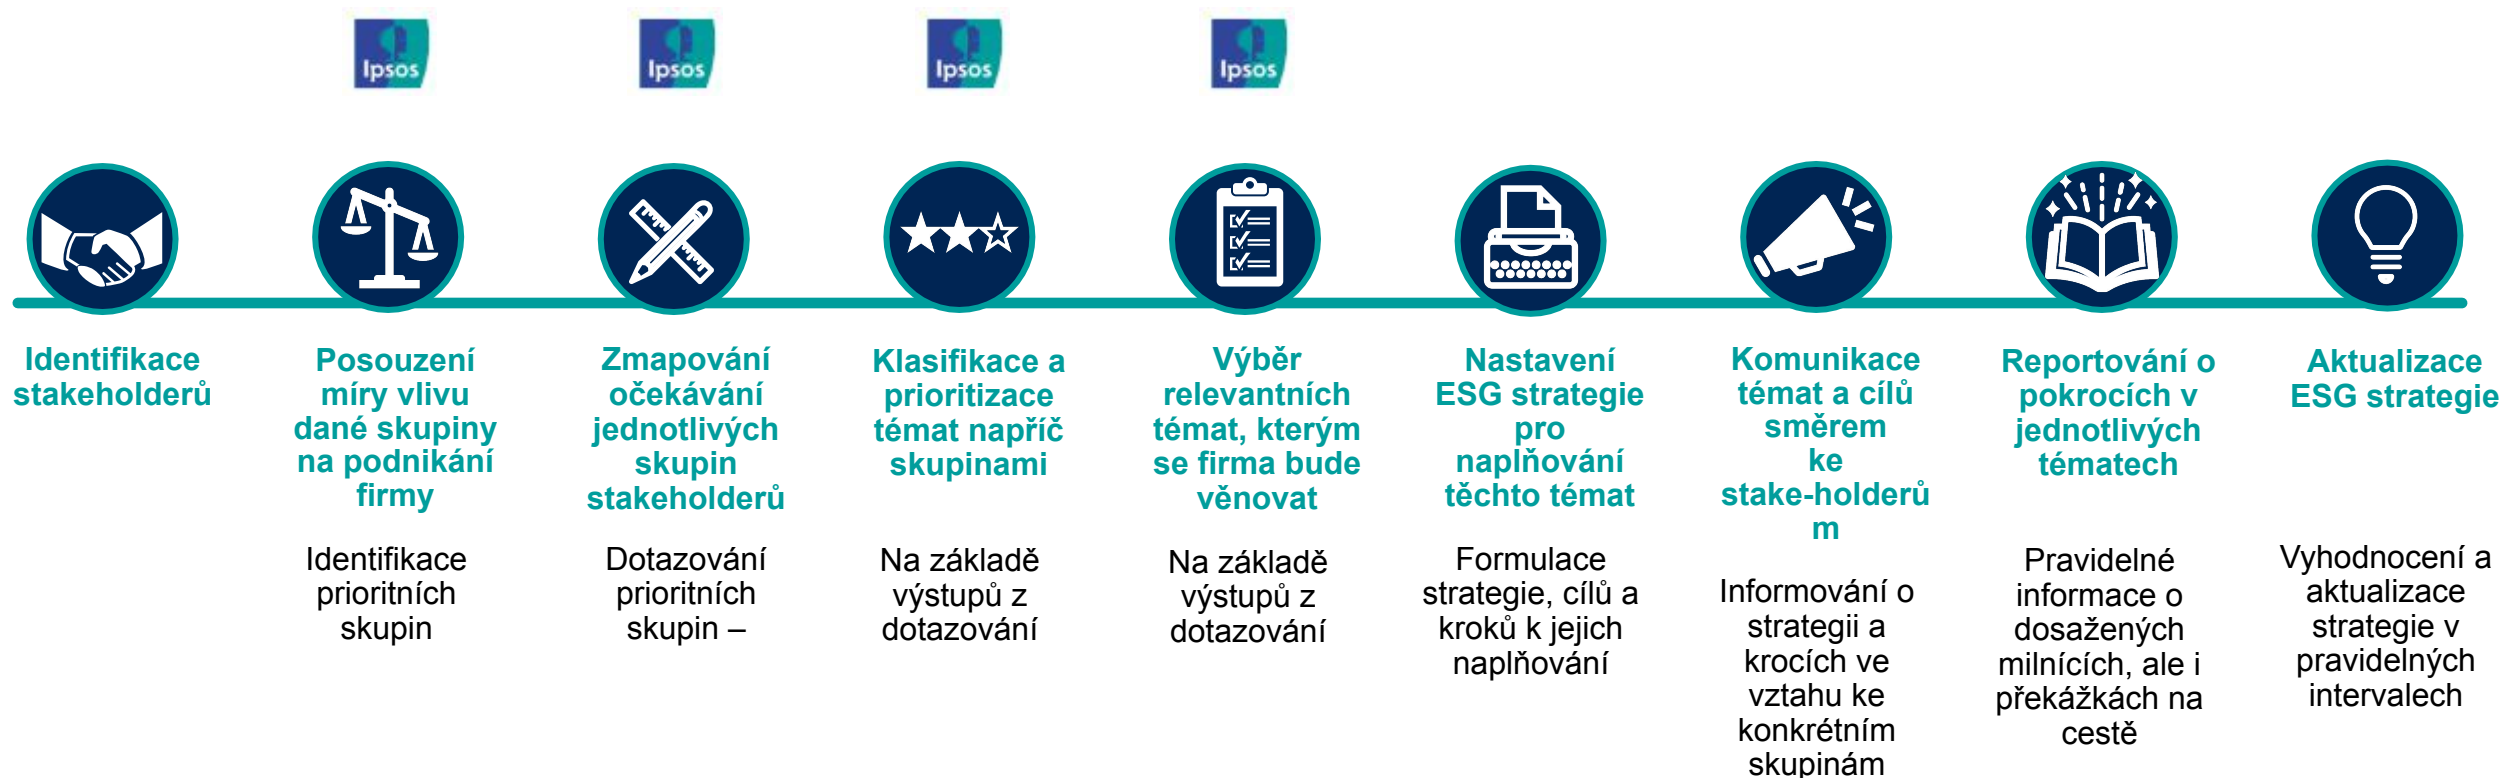 Ipsos
Ipsos
Ipsos
Ipsos
Identifikace
stakeholderů
Posouzení
míry vlivu
dané skupiny
na podnikání
firmy
Identifikace
prioritních
skupin
Zmapování
očekávání
jednotlivých
skupin
stakeholderů
Dotazování
prioritních
skupin –
Klasifikace a
prioritizace
témat napříč
skupinami
Na základě
výstupů z
dotazování
Výběr
relevantních
témat, kterým
se firma bude
věnovat
Na základě
výstupů z
dotazování
Nastavení
ESG strategie
pro
naplňování
těchto témat
Formulace
strategie, cílů a
kroků k jejich
naplňování
Komunikace
témat a cílů
směrem
ke
stake-holderů
m
Informování o
strategii a
krocích ve
vztahu ke
konkrétním
skupinám
Reportování o
pokrocích v
jednotlivých
tématech
Pravidelné
informace o
dosažených
milnících, ale i
překážkách na
cestě
Aktualizace
ESG strategie
Vyhodnocení a
aktualizace
strategie v
pravidelných
intervalech